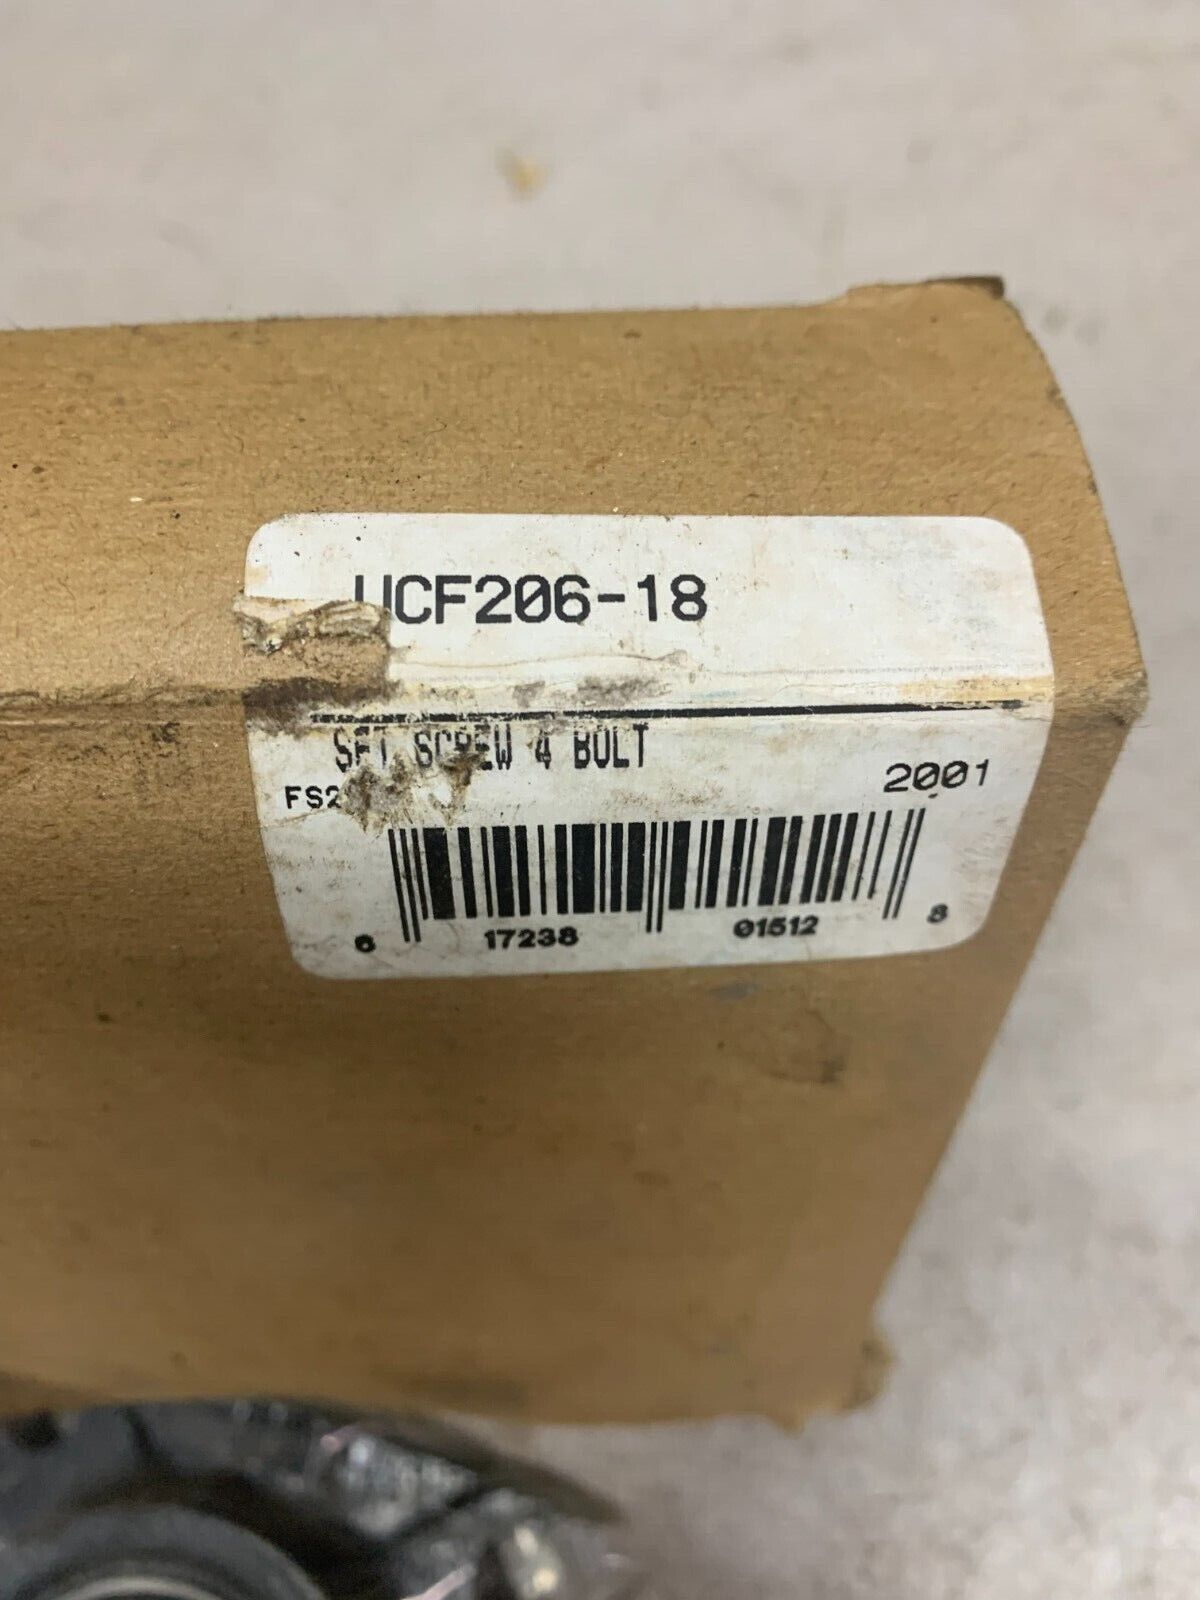 UCF206-18
SET SCREW 4 BOLT
FS2
2001
6 17238 01512 8